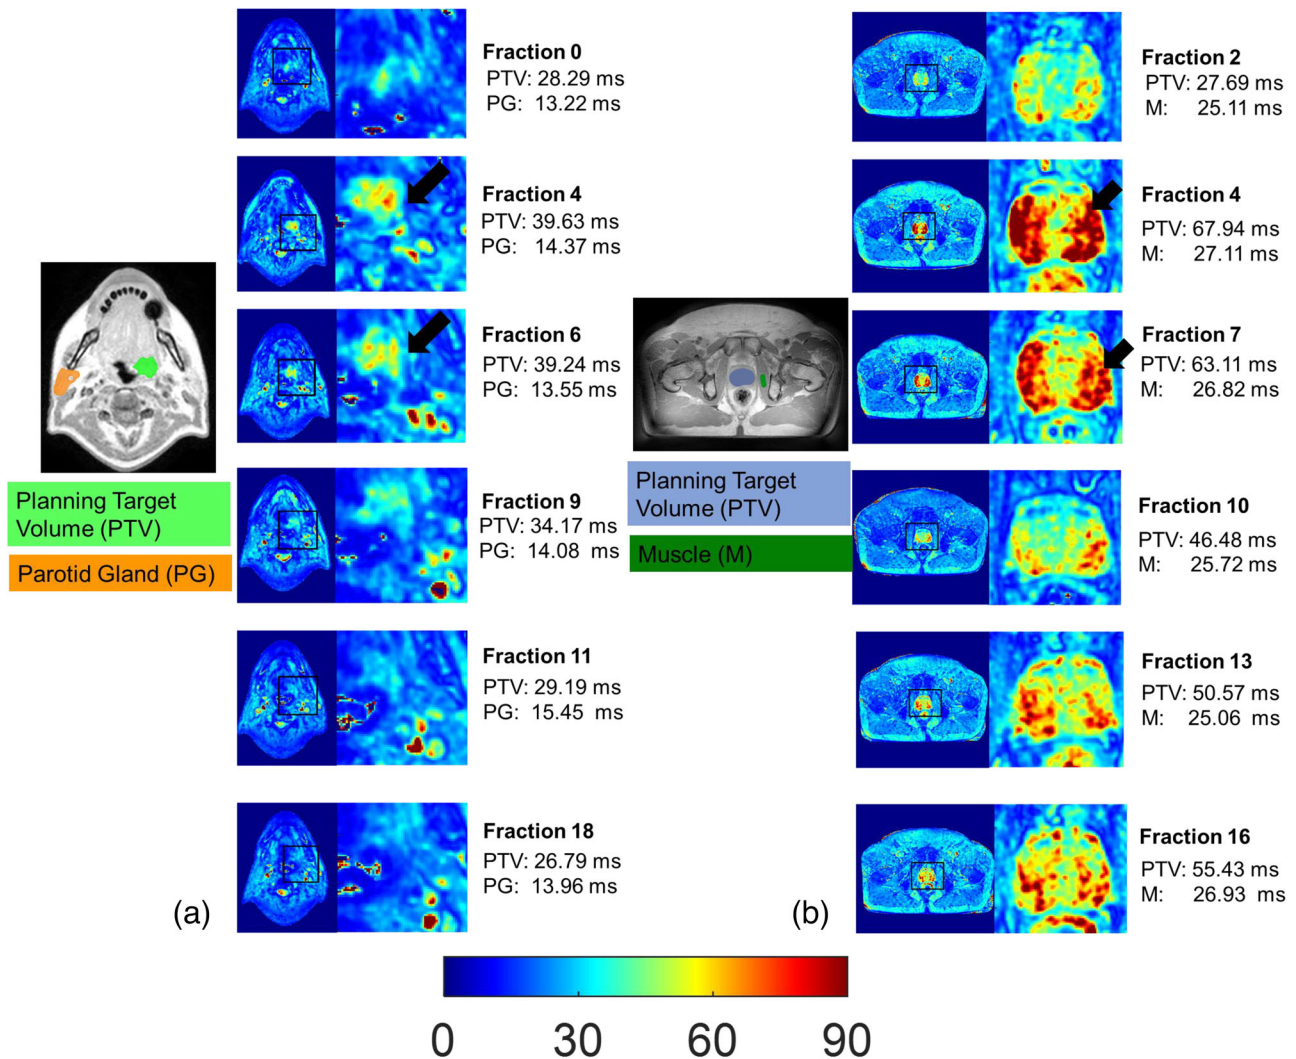 Fraction 0
PTV: 28.29 ms
PG: 13.22 ms
Fraction 4
PTV: 39.63 ms
PG: 14.37 ms
Fraction 6
PTV: 39.24 ms
PG: 13.55 ms
Fraction 9
PTV: 34.17 ms
PG: 14.08 ms
Fraction 11
PTV: 29.19 ms
PG: 15.45 ms
Fraction 18
PTV: 26.79 ms
PG: 13.96 ms
Planning Target
Volume (PTV)
Parotid Gland (PG)
(a)
Fraction 2
PTV: 27.69 ms
M: 25.11 ms
Fraction 4
PTV: 67.94 ms
M: 27.11 ms
Fraction 7
PTV: 63.11 ms
M: 26.82 ms
Fraction 10
PTV: 46.48 ms
M: 25.72 ms
Fraction 13
PTV: 50.57 ms
M: 25.06 ms
Fraction 16
PTV: 55.43 ms
M: 26.93 ms
Planning Target
Volume (PTV)
Muscle (M)
(b)
0 30 60 90